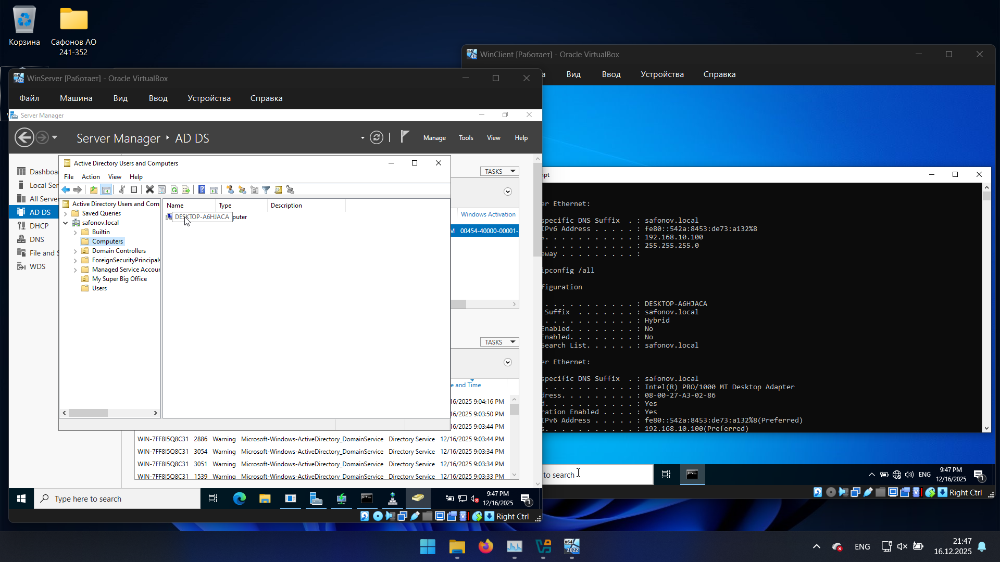 Корзина
Сафонов АО
241-352
WinClient [Работает] - Oracle VirtualBox
Вид Ввод Устройства Справка
WinServer [Работает] - Oracle VirtualBox
Файл Машина Вид Ввод Устройства Справка
Server Manager
Server Manager AD DS
Manage Tools View Help
Dashboa
Local Ser
All Server
AD DS
DHCP
DNS
File and S
WDS
TASKS
Windows Activation
00454-40000-00001-
TASKS
e and Time
Active Directory Users and Computers
File Action View Help
Active Directory Users and Com
Saved Queries
safonov.local
Builtin
Computers
Domain Controllers
ForeignSecurityPrincipals
Managed Service Accour
My Super Big Office
Users
Name Type Description
DESKTOP-A6HJACA puter
16/2025 9:04:16 PM
16/2025 9:03:50 PM
16/2025 9:03:44 PM
WIN-7FF8I5Q8C31 2886 Warning Microsoft-Windows-ActiveDirectory_DomainService Directory Service 12/16/2025 9:03:44 PM
WIN-7FF8I5Q8C31 3054 Warning Microsoft-Windows-ActiveDirectory_DomainService Directory Service 12/16/2025 9:03:34 PM
WIN-7FF8I5Q8C31 3051 Warning Microsoft-Windows-ActiveDirectory_DomainService Directory Service 12/16/2025 9:03:34 PM
WIN-7FF8I5Q8C31 1539 Warning Microsoft-Windows-ActiveDirectory_DomainService Directory Service 12/16/2025 9:03:33 PM
Type here to search
9:47 PM
12/16/2025
1
Right Ctrl
pt
er Ethernet:
specific DNS Suffix . : safonov.local
IPv6 Address . . . . . : fe80::542a:8453:de73:a132%8
s. . . . . . . . . . . : 192.168.10.100
. . . . . . . . . . . : 255.255.255.0
eway . . . . . . . . . :
ipconfig /all
figuration
. . . . . . . . . . . : DESKTOP-A6HJACA
Suffix . . . . . . . : safonov.local
. . . . . . . . . . . : Hybrid
Enabled. . . . . . . . : No
Enabled. . . . . . . . : No
Search List. . . . . . : safonov.local
er Ethernet:
specific DNS Suffix . : safonov.local
. . . . . . . . . . . : Intel(R) PRO/1000 MT Desktop Adapter
dress. . . . . . . . . : 08-00-27-A3-02-86
d. . . . . . . . . . . : Yes
ration Enabled . . . . : Yes
IPv6 Address . . . . . : fe80::542a:8453:de73:a132%8(Preferred)
s. . . . . . . . . . . : 192.168.10.100(Preferred)
to search
ENG
9:47 PM
12/16/2025
1
Right Ctrl
x64
2022
ENG
21:47
16.12.2025